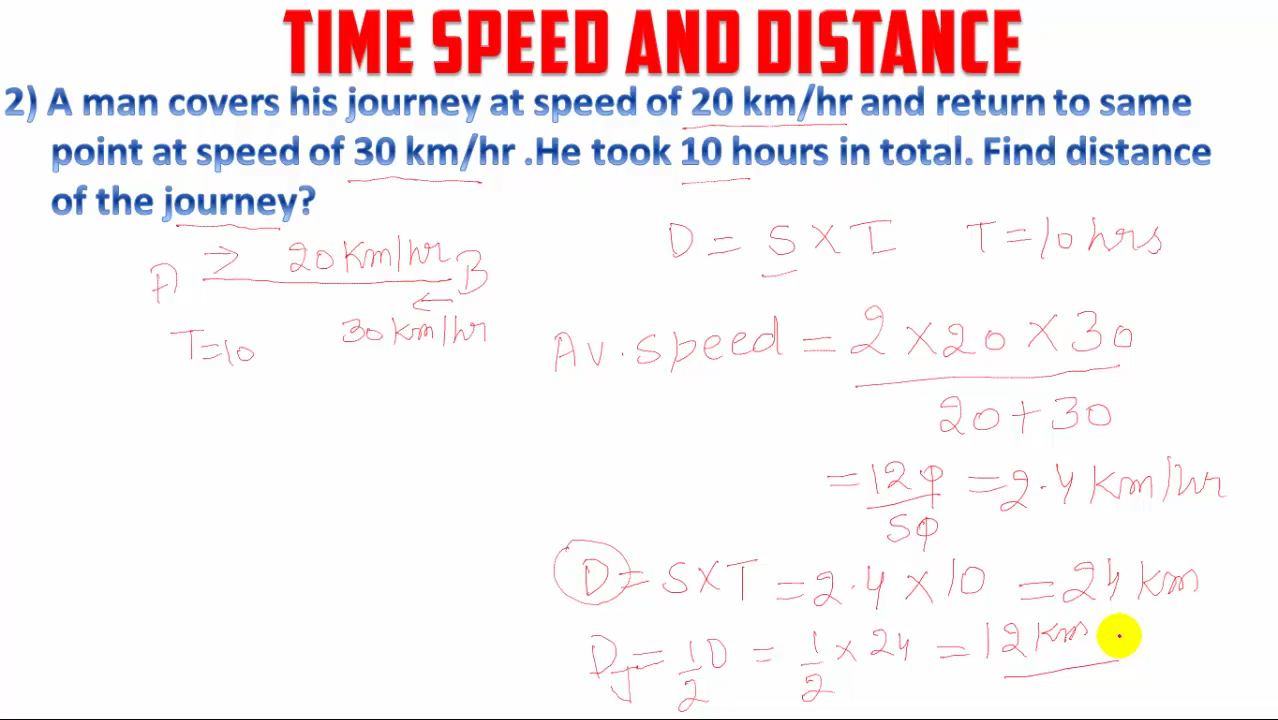 TIME SPEED AND DISTANCE
2) A man covers his journey at speed of 20 km/hr and return to same
point at speed of 30 km/hr .He took 10 hours in total. Find distance
of the journey?
D = S X T T = 10 hrs
A → 20 Km/hr B
← 30 km/hr
T=10
Av. speed = 2 X 20 X 30
20 + 30
= 120 = 2.4 Km/hr
50
D = S X T = 2.4 X 10 = 24 km
DJ = 1 D = 1 x 24 = 12 km
2 2